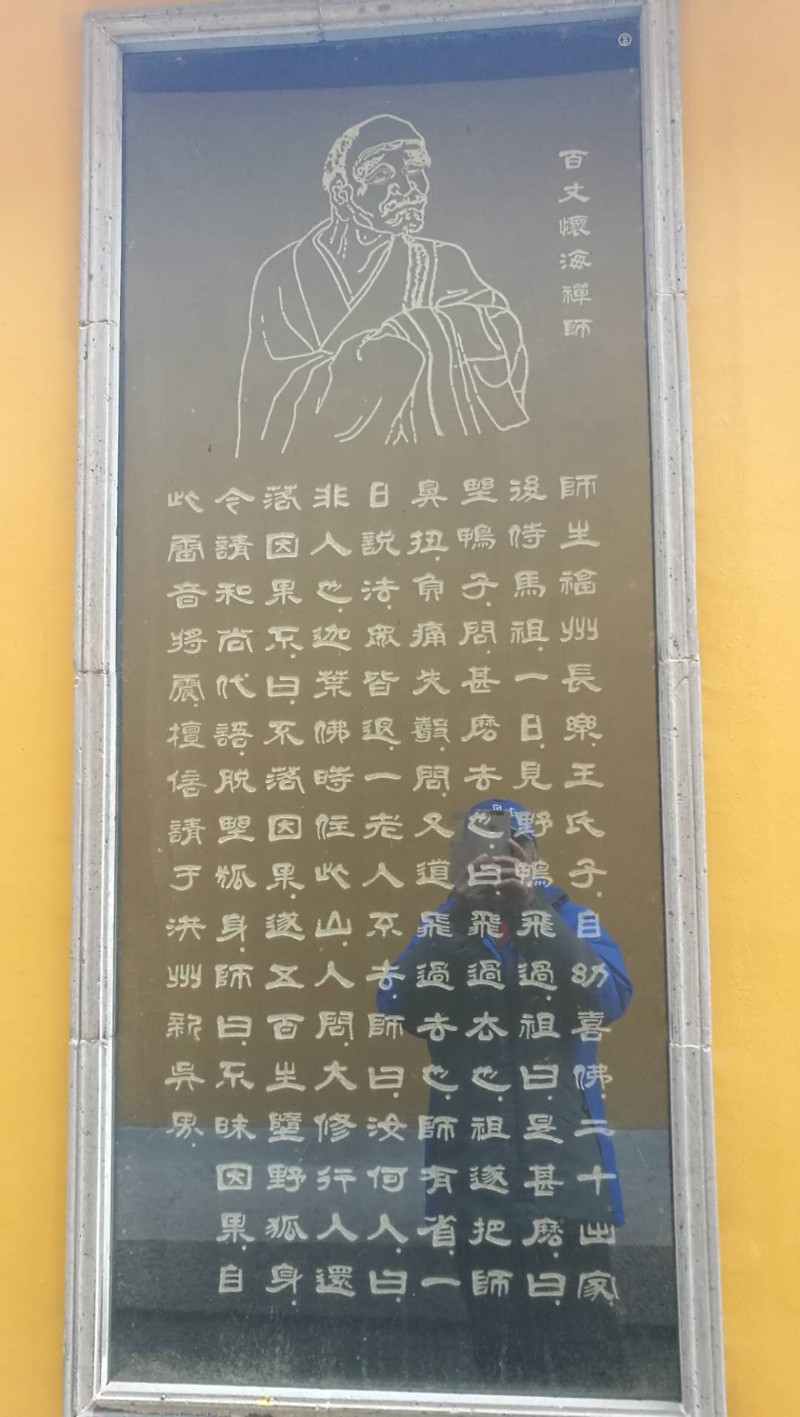 百丈懷海禪師
師生福州長樂.王氏子.自幼喜佛.二十出家.
後侍馬祖.一日.見野鴨飛過.祖曰.是甚麼.曰.
野鴨子.問.甚麼去也.曰.飛過去也.祖遂把師
鼻扭.負痛失聲.問.又道飛過去也.師有省.一
日說法.眾皆退.一老人不去.師曰.汝何人.曰.
非人也.迦葉佛時住此山.人問.大修行人還
落因果不.曰.不落因果.遂五百生墮野狐身.
今請和尚代語.脫野狐身.師曰.不昧因果.自
此雷音將震.檀信請于洪州新吳界.